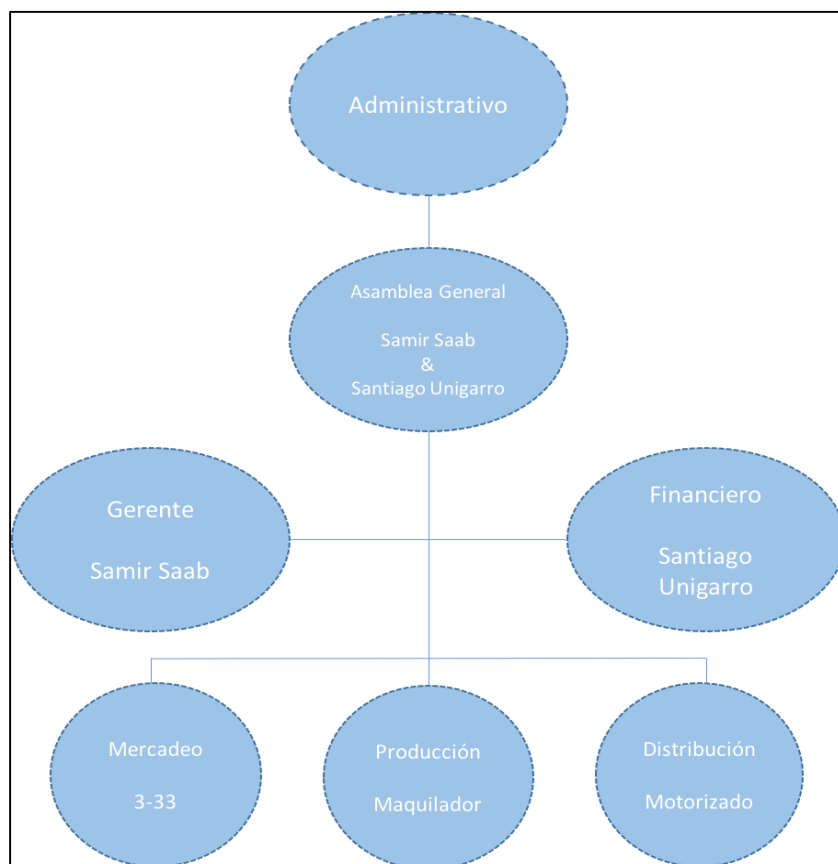 Administrativo
Asamblea General
Samir Saab
&
Santiago Unigarro
Gerente
Samir Saab
Financiero
Santiago
Unigarro
Mercadeo
3-33
Producción
Maquilador
Distribución
Motorizado